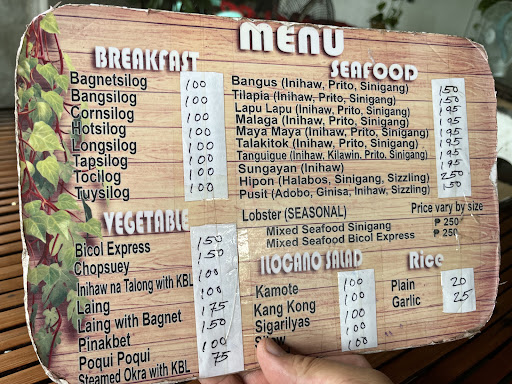 MENU
BREAKFAST
Bagnetsilog 100
Bangsilog 100
Cornsilog 100
Hotsilog 100
Longsilog 100
Tapsilog 100
Tocilog 100
Tuysilog 100
VEGETABLE
Bicol Express 150
Chopsuey 150
Inihaw na Talong with KBL 100
Laing 100
Laing with Bagnet 175
Pinakbet 150
Poqui Poqui 100
Steamed Okra with KBL 75
SEAFOOD
Bangus (Inihaw, Prito, Sinigang) 150
Tilapia (Inihaw, Prito, Sinigang) 150
Lapu Lapu (Inihaw, Prito, Sinigang) 195
Malaga (Inihaw, Prito, Sinigang) 195
Maya Maya (Inihaw, Prito, Sinigang) 195
Talakitok (Inihaw, Prito, Sinigang) 195
Tanguigue (Inihaw, Kilawin, Prito, Sinigang) 195
Sungayan (Inihaw) 195
Hipon (Halabos, Sinigang, Sizzling) 250
Pusit (Adobo, Ginisa, Inihaw, Sizzling) 150
Lobster (SEASONAL) Price vary by size
Mixed Seafood Sinigang ₱ 250
Mixed Seafood Bicol Express ₱ 250
ILOCANO SALAD
Kamote 100
Kang Kong 100
Sigarilyas 100
100
100
Rice
Plain 20
Garlic 25